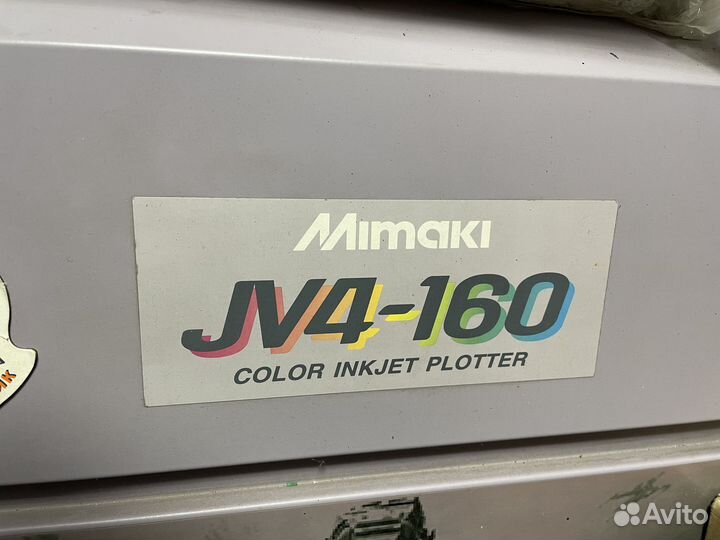 Mimaki
JV4-160
COLOR INKJET PLOTTER
Avito